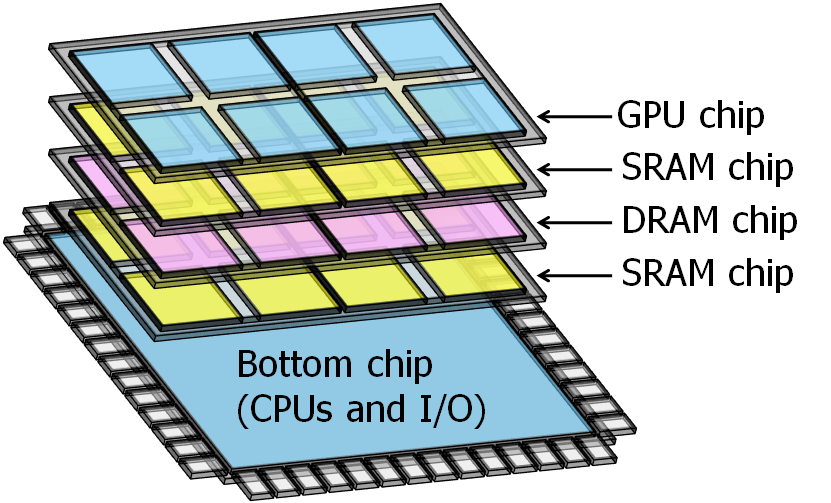 GPU chip
SRAM chip
DRAM chip
SRAM chip
Bottom chip
(CPUs and I/O)